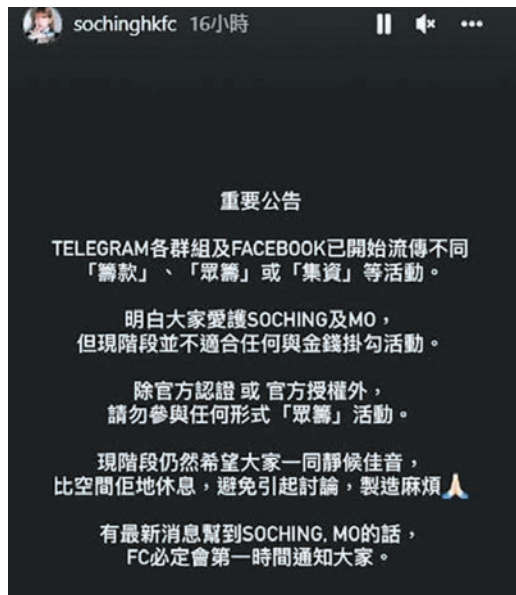 sochinghkfc 16小時
重要公告
TELEGRAM各群組及FACEBOOK已開始流傳不同
「籌款」、「眾籌」或「集資」等活動。
明白大家愛護SOCHING及MO，
但現階段並不適合任何與金錢掛勾活動。
除官方認證 或 官方授權外，
請勿參與任何形式「眾籌」活動。
現階段仍然希望大家一同靜候佳音，
比空間佢地休息，避免引起討論，製造麻煩🙏🏻
有最新消息幫到SOCHING, MO的話，
FC必定會第一時間通知大家。